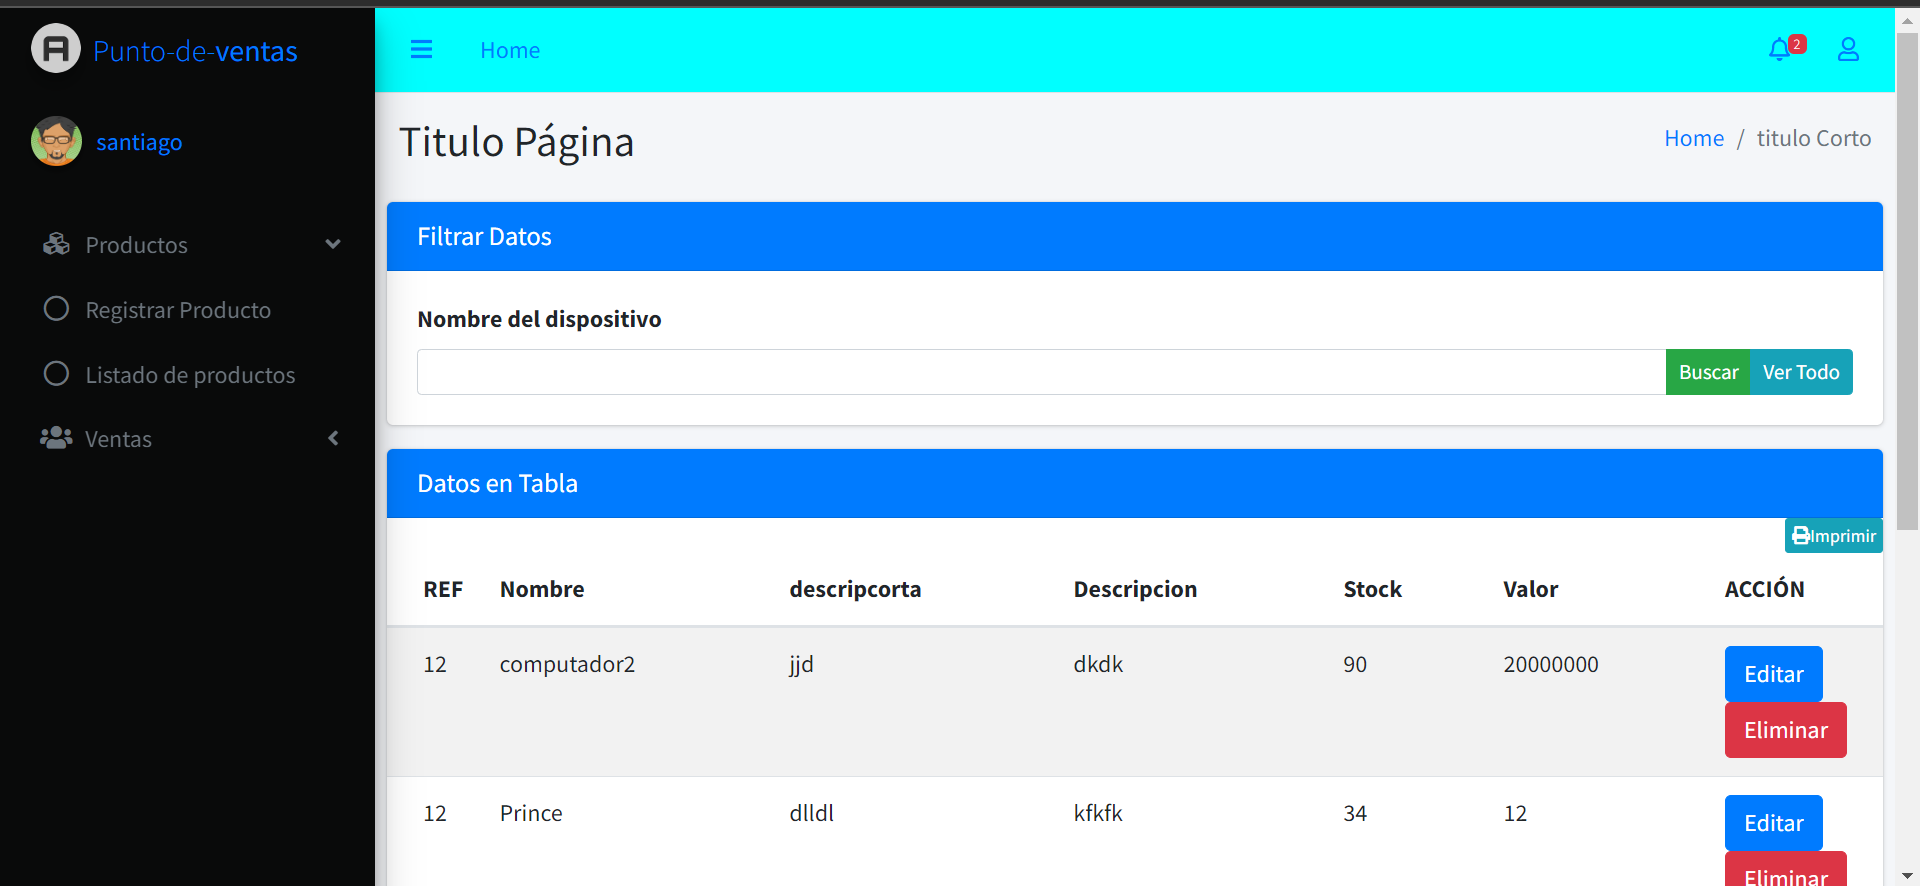 Punto-de-ventas
santiago
Productos
Registrar Producto
Listado de productos
Ventas
Home
2
Titulo Página
Home / titulo Corto
Filtrar Datos
Nombre del dispositivo
Buscar Ver Todo
Datos en Tabla
Imprimir
REF Nombre descripcorta Descripcion Stock Valor ACCIÓN
12 computador2 jjd dkdk 90 20000000 Editar
Eliminar
12 Prince dlldl kfkfk 34 12 Editar
Eliminar